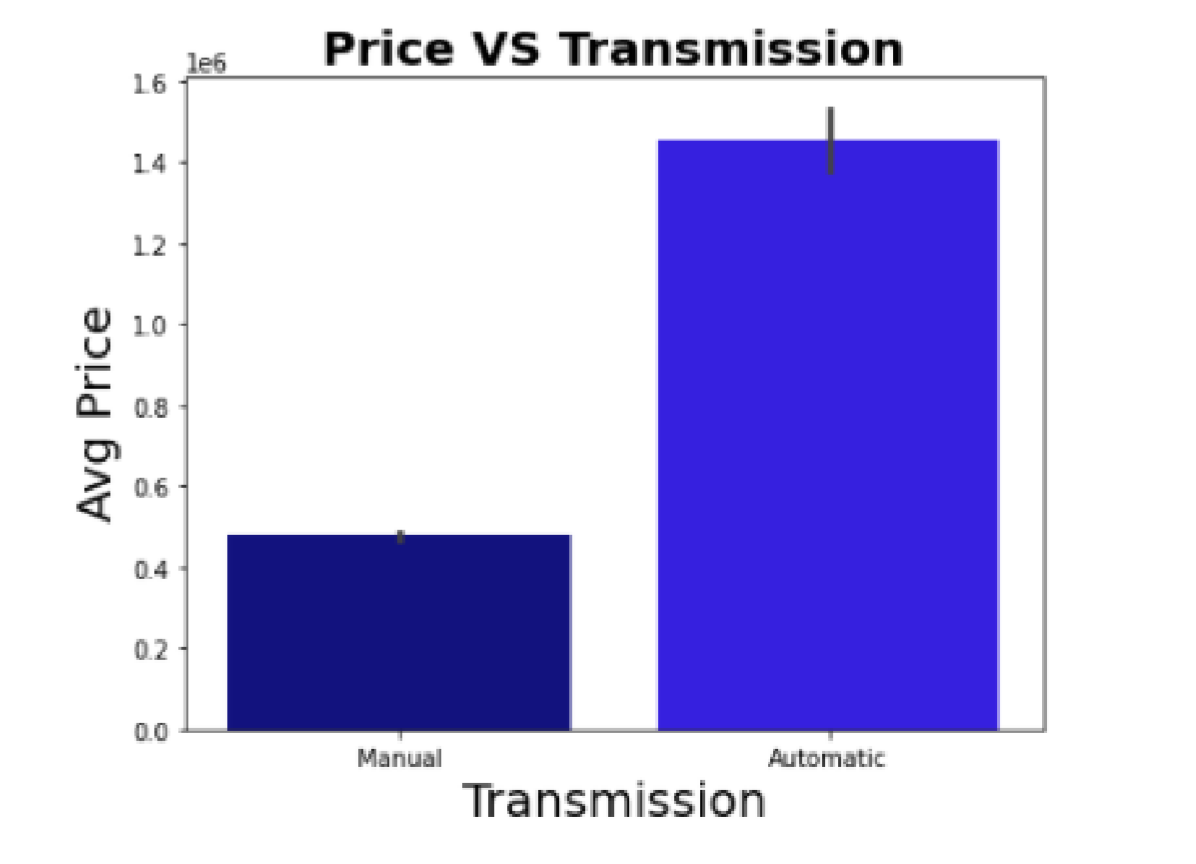 Price VS Transmission
1e6
1.6
1.4
1.2
1.0
0.8
0.6
0.4
0.2
0.0
Avg Price
Manual Automatic
Transmission